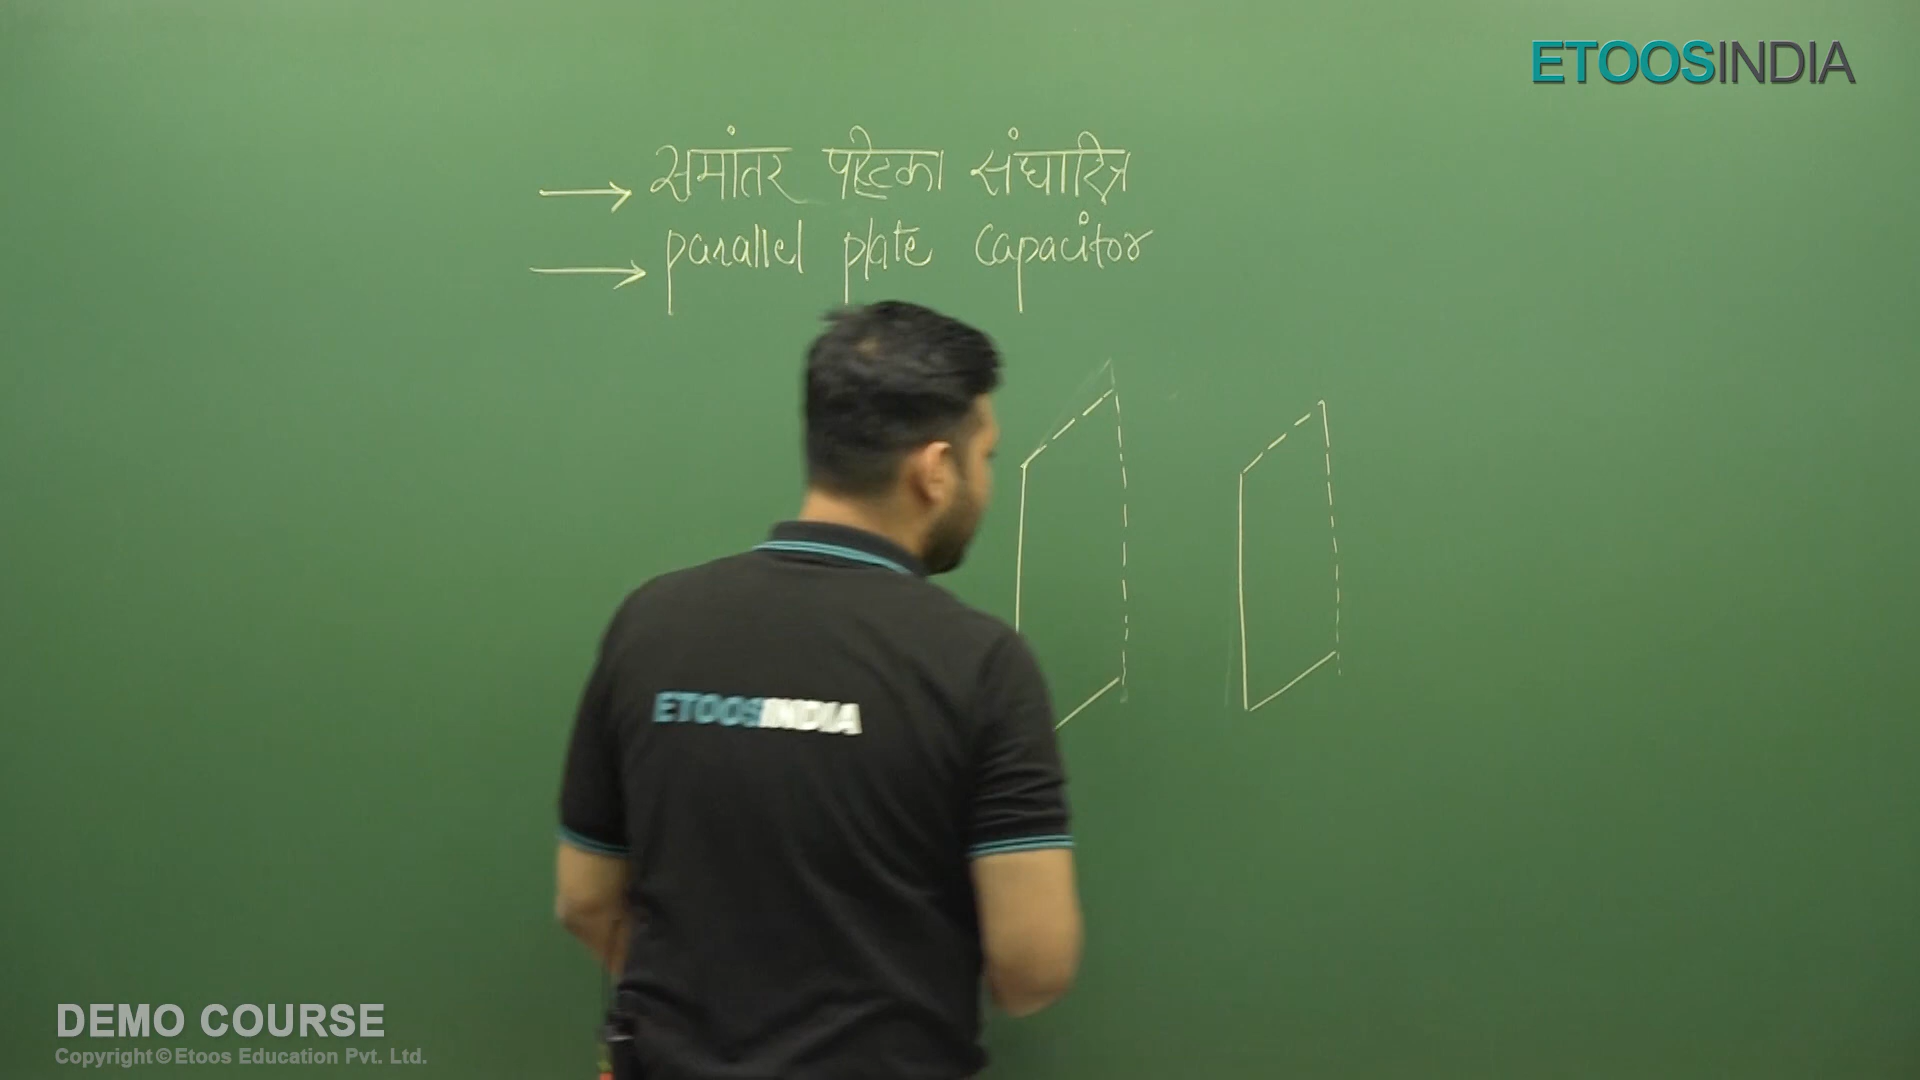 ETOOSINDIA
समांतर पट्टिका संधारित्र
parallel plate capacitor
ETOOSINDIA
DEMO COURSE
Copyright © Etoos Education Pvt. Ltd.